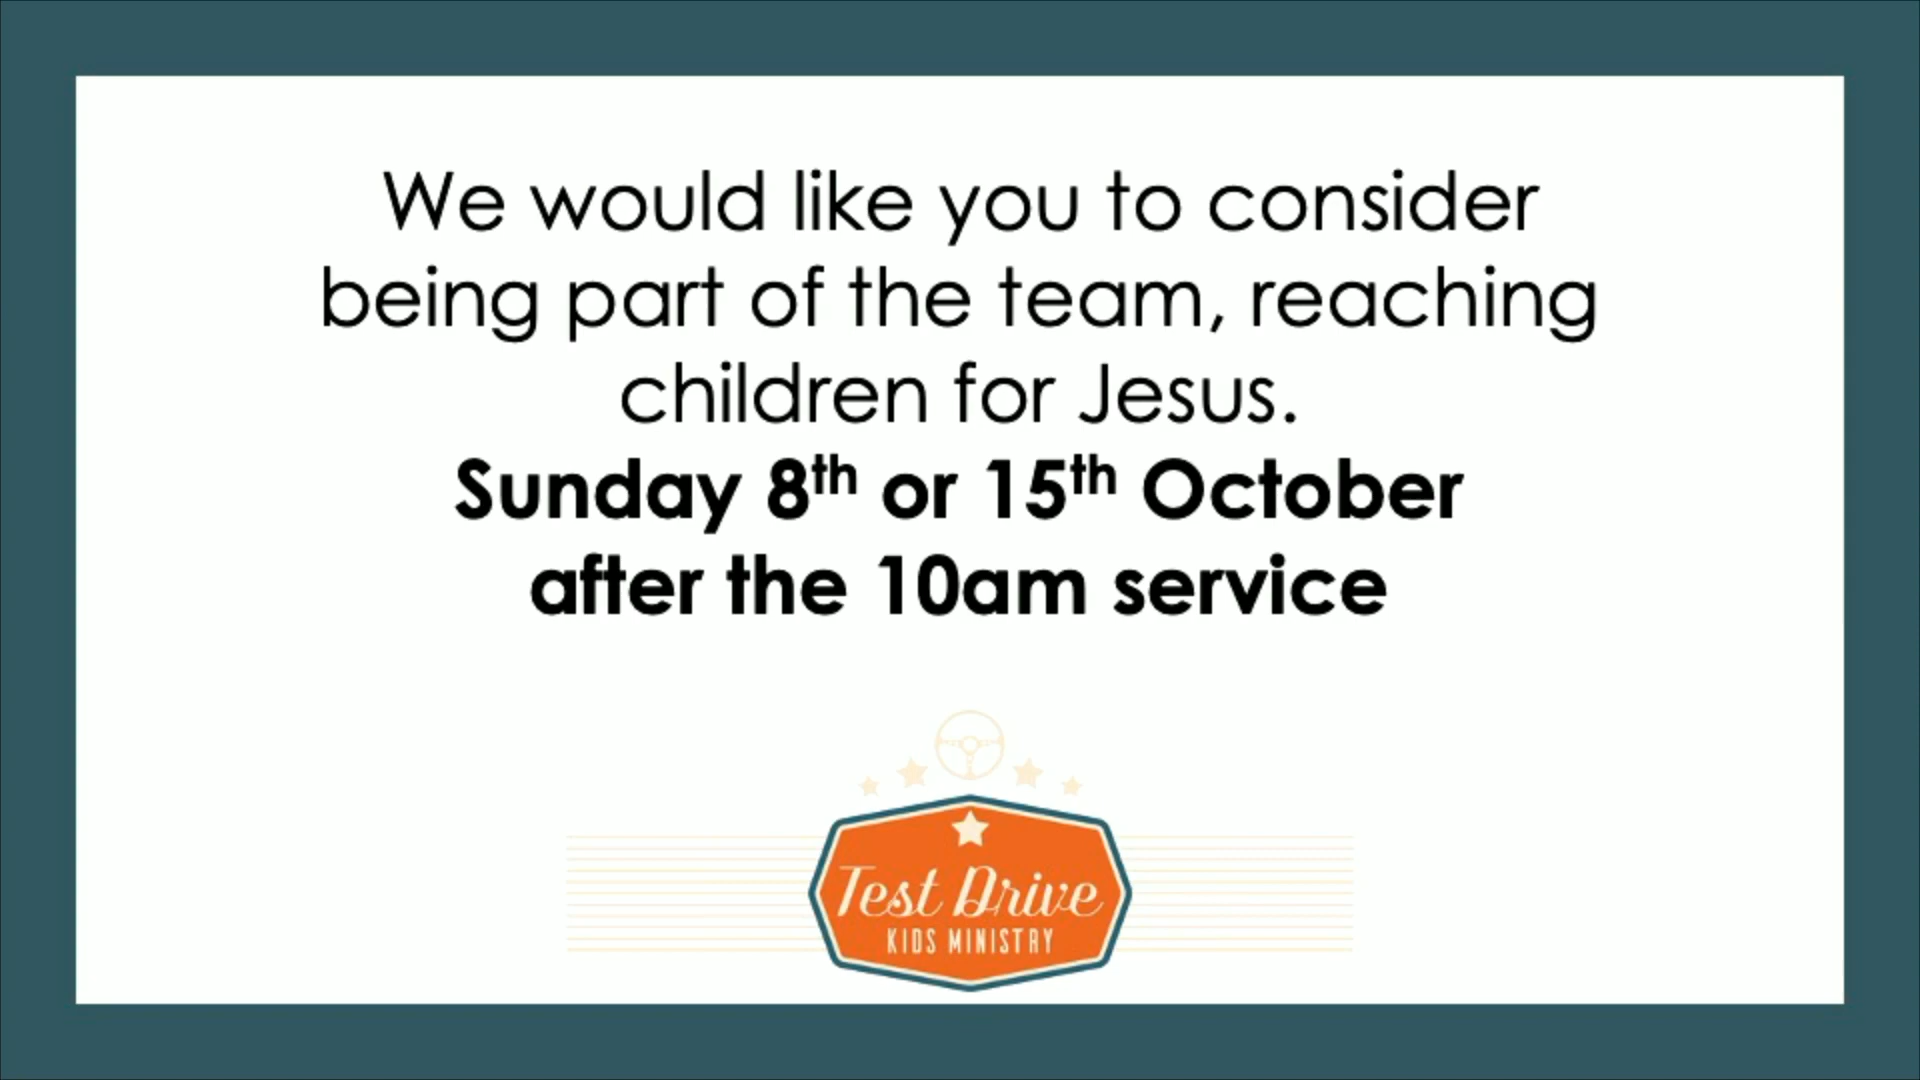 We would like you to consider
being part of the team, reaching
children for Jesus.
Sunday 8th or 15th October
after the 10am service
Test Drive
KIDS MINISTRY